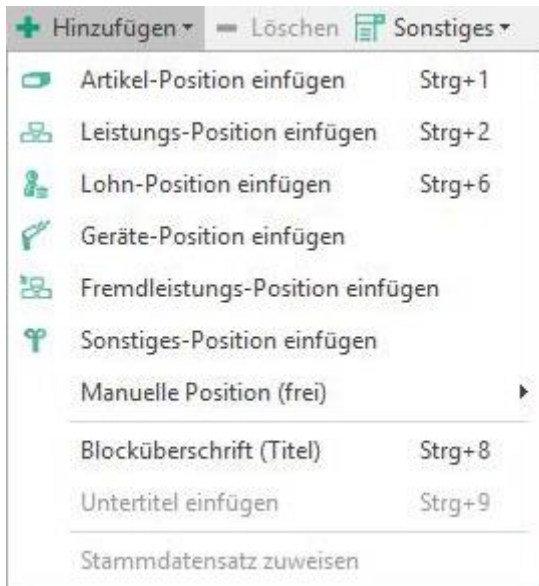 Hinzufügen Löschen Sonstiges
Artikel-Position einfügen Strg+1
Leistungs-Position einfügen Strg+2
Lohn-Position einfügen Strg+6
Geräte-Position einfügen
Fremdleistungs-Position einfügen
Sonstiges-Position einfügen
Manuelle Position (frei)
Blocküberschrift (Titel) Strg+8
Untertitel einfügen Strg+9
Stammdatensatz zuweisen